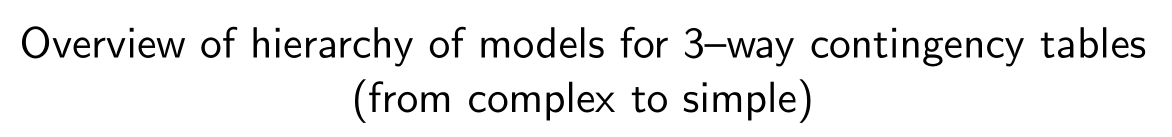 Overview of hierarchy of models for 3–way contingency tables
(from complex to simple)